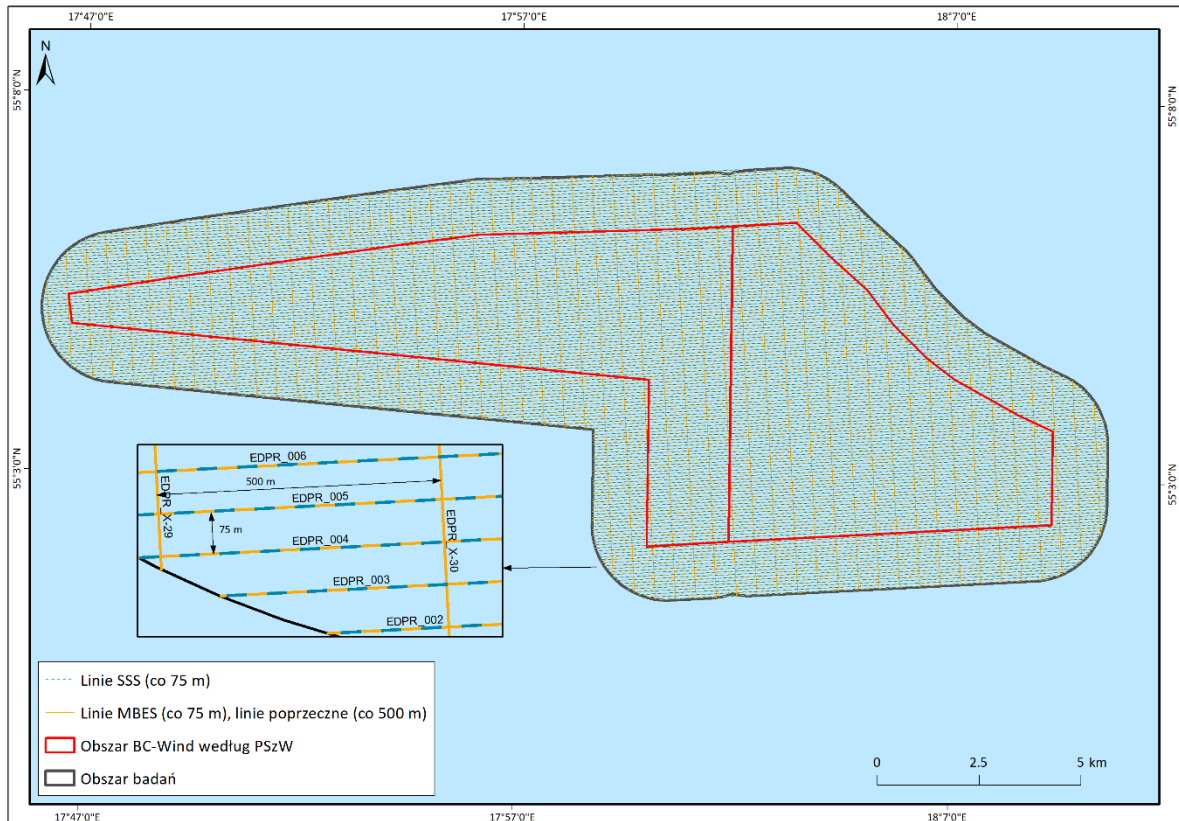 17°47'0"E
17°57'0"E
18°7'0"E
N
55°8'0"N
55°8'0"N
55°3'0"N
55°3'0"N
EDPR_006
500 m
EDPR_X-29
EDPR_005
75 m
EDPR_004
EDPR_X-30
EDPR_003
EDPR_002
Linie SSS (co 75 m)
Linie MBES (co 75 m), linie poprzeczne (co 500 m)
Obszar BC-Wind według PSzW
Obszar badań
0 2.5 5 km
17°47'0"E
17°57'0"E
18°7'0"E